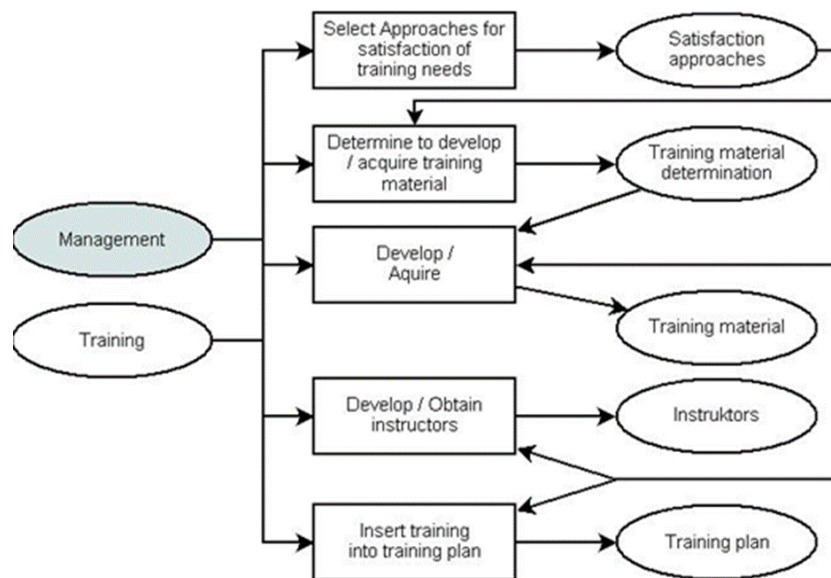 Select Approaches for
satisfaction of
training needs
Satisfaction
approaches
Determine to develop
/ acquire training
material
Training material
determination
Management
Develop /
Aquire
Training
Training material
Develop / Obtain
instructors
Instruktors
Insert training
into training plan
Training plan